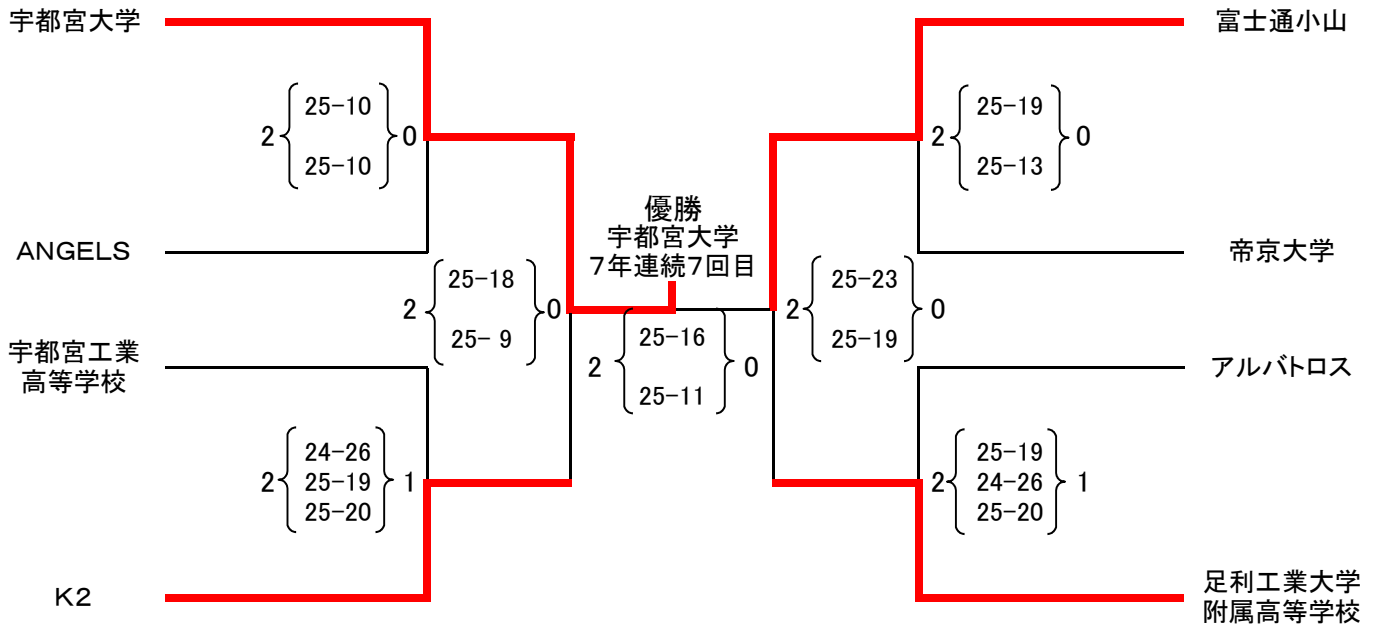 宇都宮大学
富士通小山
25-10
25-19
2
0
2
0
25-10
25-13
優勝
宇都宮大学
7年連続7回目
ANGELS
帝京大学
25-18
25-23
2
0
2
0
25- 9
25-19
25-16
2
0
25-11
宇都宮工業
高等学校
アルバトロス
24-26
25-19
25-20
2
1
25-19
24-26
25-20
2
1
K2
足利工業大学
附属高等学校